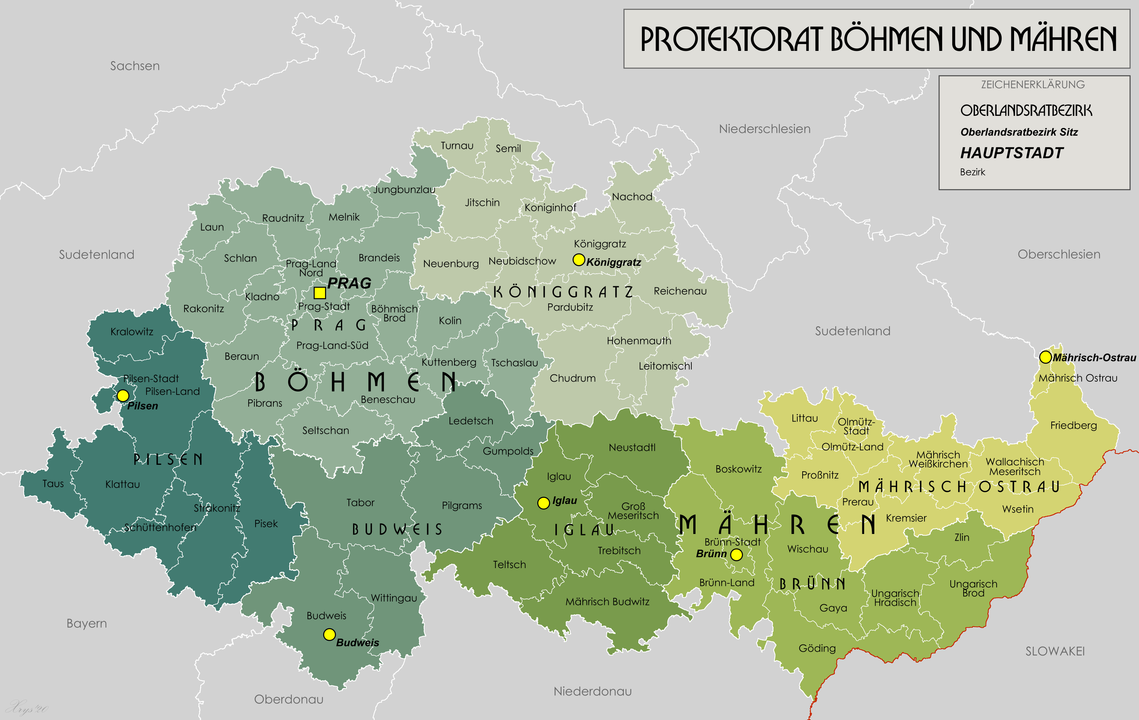 PROTEKTORAT BÖHMEN UND MÄHREN
ZEICHENERKLÄRUNG
OBERLANDSRATBEZIRK
Oberlandsratbezirk Sitz
HAUPTSTADT
Bezirk
Sachsen
Niederschlesien
Sudetenland
Oberschlesien
Sudetenland
Bayern
Oberdonau
Niederdonau
SLOWAKEI
Turnau
Semil
Jungbunzlau
Jitschin
Königinhof
Nachod
Laun
Raudnitz
Melnik
Königgratz
Königgratz
Schlan
Prag-Land
Nord
Brandeis
Neuenburg
Neubidschow
PRAG
KÖNIGGRATZ
Reichenau
Kladno
Prag-Stadt
Rakonitz
Böhmisch
Brod
Pardubitz
PRAG
Kolin
Kralowitz
Prag-Land-Süd
Hohenmauth
Beraun
Kuttenberg
Tschaslau
Leitomischl
Mährisch-Ostrau
Mährisch Ostrau
Pilsen-Stadt
Pilsen-Land
Pilsen
BÖHMEN
Chudrum
Pibrans
Beneschau
Seltschan
Ledetsch
Littau
Olmütz-
Stadt
Olmütz-Land
Friedberg
Gumpolds
Neustadtl
PILSEN
Boskowitz
Proßnitz
Mährisch
Weißkirchen
Wallachisch
Meseritsch
Taus
Klattau
Iglau
MÄHRISCH OSTRAU
Tabor
Pilgrams
Iglau
Groß
Meseritsch
Prerau
Wsetin
Strakonitz
Schüttenhofen
Pisek
BUDWEIS
IGLAU
MÄHREN
Kremsier
Zlin
Brünn-Stadt
Brünn
Wischau
Trebitsch
Teltsch
Brünn-Land
BRÜNN
Ungarisch
Brod
Ungarisch
Hradisch
Wittingau
Mährisch Budwitz
Gaya
Budweis
Budweis
Göding